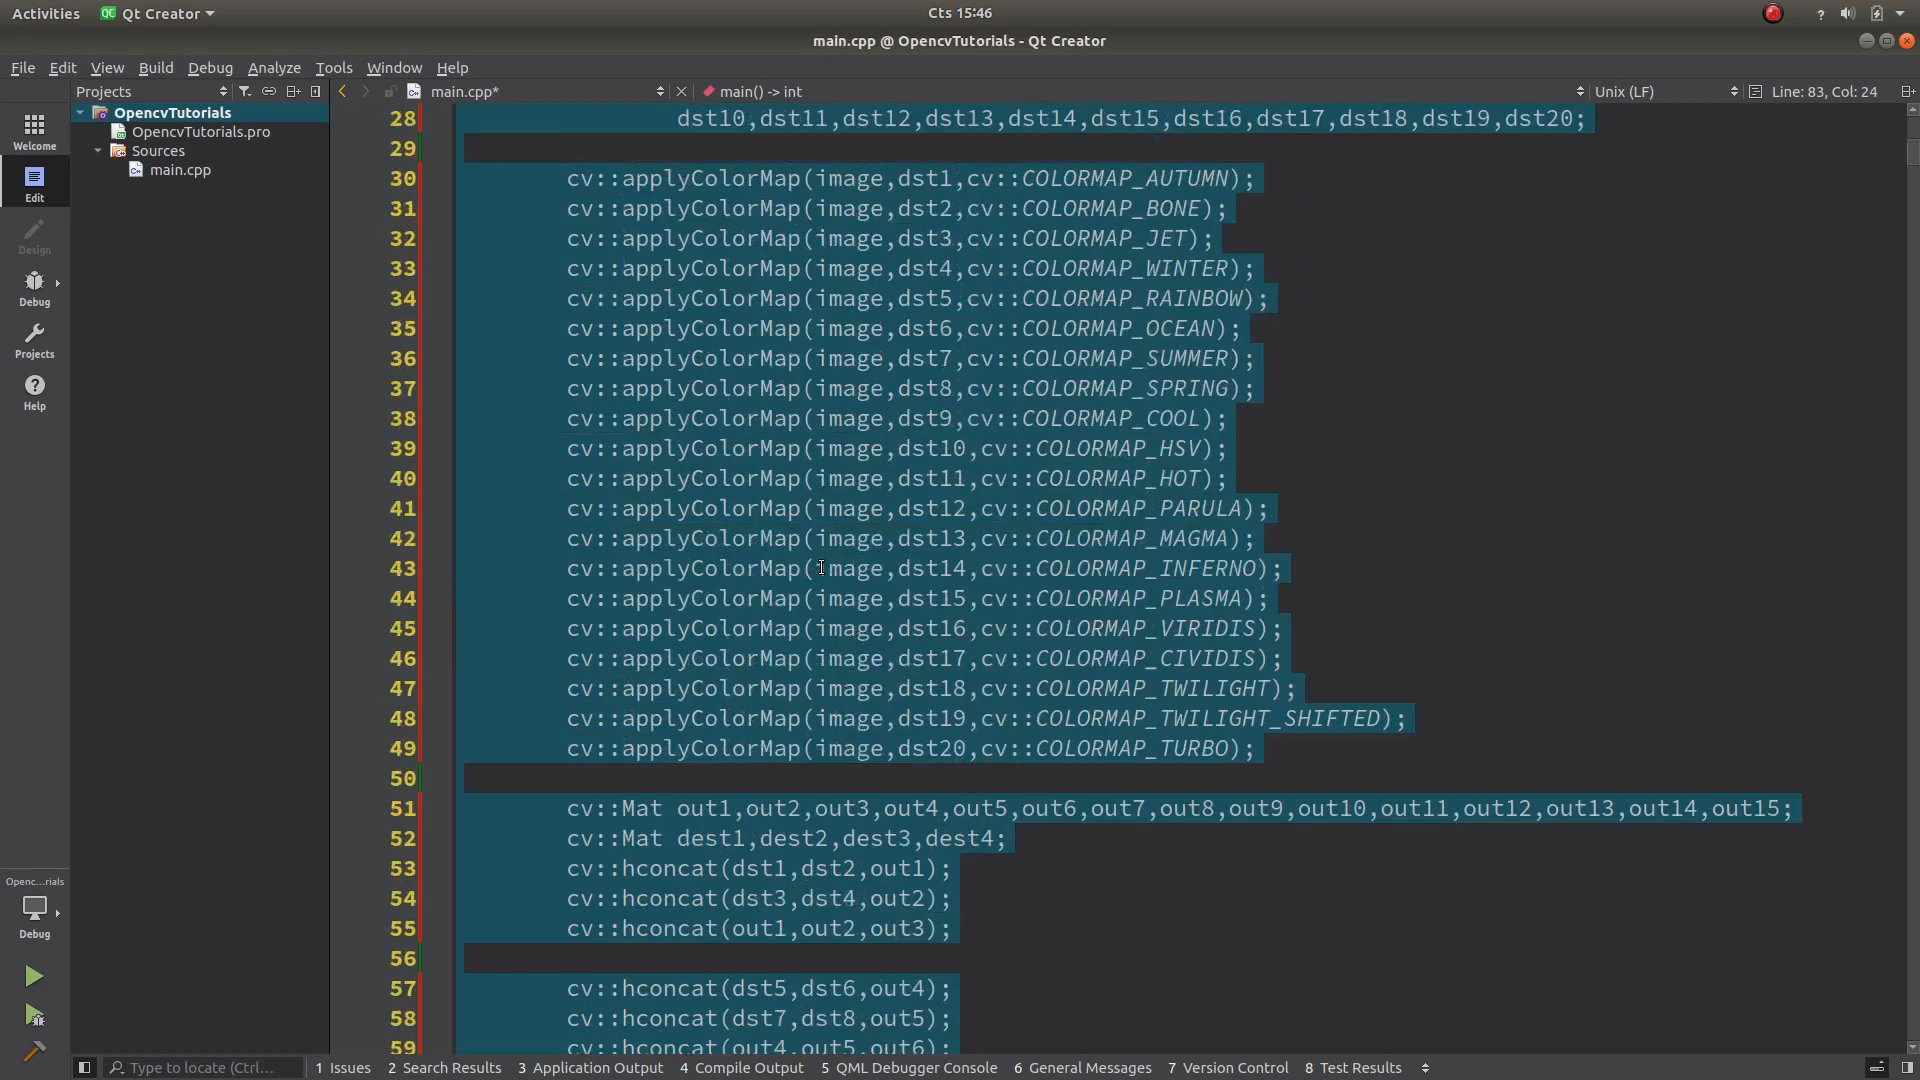 Activities Qt Creator Cts 15:46 ?
main.cpp @ OpencvTutorials - Qt Creator
File Edit View Build Debug Analyze Tools Window Help
Projects main.cpp* main() -> int Unix (LF) Line: 83, Col: 24
OpencvTutorials
OpencvTutorials.pro
Sources
main.cpp
Welcome
Edit
Design
Debug
Projects
Help
Openc...rials
Debug
28 dst10,dst11,dst12,dst13,dst14,dst15,dst16,dst17,dst18,dst19,dst20;
29
30 cv::applyColorMap(image,dst1,cv::COLORMAP_AUTUMN);
31 cv::applyColorMap(image,dst2,cv::COLORMAP_BONE);
32 cv::applyColorMap(image,dst3,cv::COLORMAP_JET);
33 cv::applyColorMap(image,dst4,cv::COLORMAP_WINTER);
34 cv::applyColorMap(image,dst5,cv::COLORMAP_RAINBOW);
35 cv::applyColorMap(image,dst6,cv::COLORMAP_OCEAN);
36 cv::applyColorMap(image,dst7,cv::COLORMAP_SUMMER);
37 cv::applyColorMap(image,dst8,cv::COLORMAP_SPRING);
38 cv::applyColorMap(image,dst9,cv::COLORMAP_COOL);
39 cv::applyColorMap(image,dst10,cv::COLORMAP_HSV);
40 cv::applyColorMap(image,dst11,cv::COLORMAP_HOT);
41 cv::applyColorMap(image,dst12,cv::COLORMAP_PARULA);
42 cv::applyColorMap(image,dst13,cv::COLORMAP_MAGMA);
43 cv::applyColorMap(image,dst14,cv::COLORMAP_INFERNO);
44 cv::applyColorMap(image,dst15,cv::COLORMAP_PLASMA);
45 cv::applyColorMap(image,dst16,cv::COLORMAP_VIRIDIS);
46 cv::applyColorMap(image,dst17,cv::COLORMAP_CIVIDIS);
47 cv::applyColorMap(image,dst18,cv::COLORMAP_TWILIGHT);
48 cv::applyColorMap(image,dst19,cv::COLORMAP_TWILIGHT_SHIFTED);
49 cv::applyColorMap(image,dst20,cv::COLORMAP_TURBO);
50
51 cv::Mat out1,out2,out3,out4,out5,out6,out7,out8,out9,out10,out11,out12,out13,out14,out15;
52 cv::Mat dest1,dest2,dest3,dest4;
53 cv::hconcat(dst1,dst2,out1);
54 cv::hconcat(dst3,dst4,out2);
55 cv::hconcat(out1,out2,out3);
56
57 cv::hconcat(dst5,dst6,out4);
58 cv::hconcat(dst7,dst8,out5);
59 cv::hconcat(out4,out5,out6);
Type to locate (Ctrl... 1 Issues 2 Search Results 3 Application Output 4 Compile Output 5 QML Debugger Console 6 General Messages 7 Version Control 8 Test Results